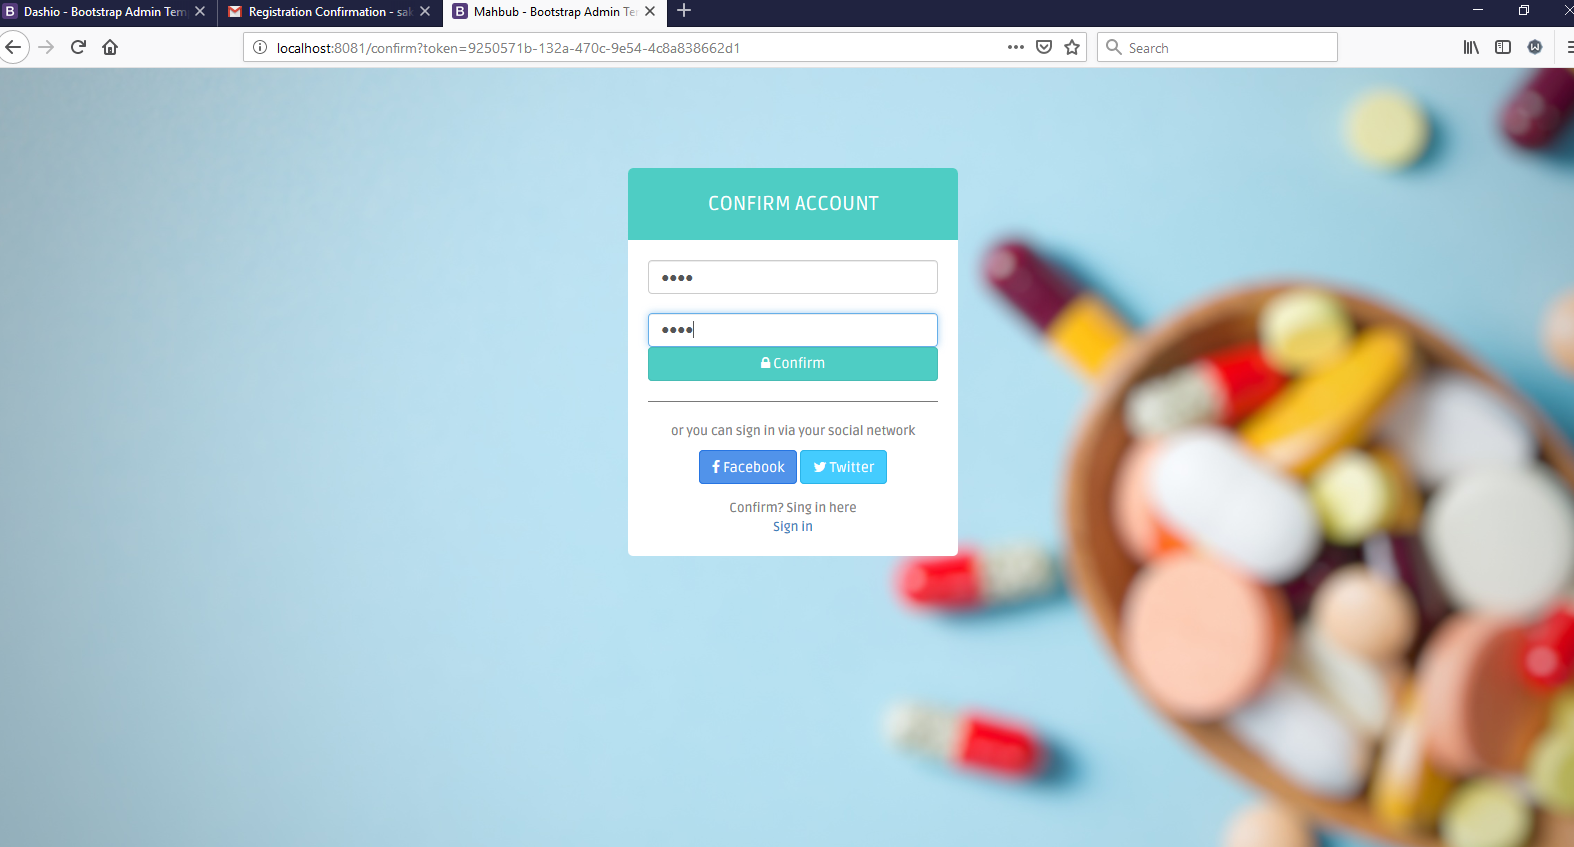 Dashio - Bootstrap Admin Tem
Registration Confirmation - sal
Mahbub - Bootstrap Admin Te
localhost:8081/confirm?token=9250571b-132a-470c-9e54-4c8a838662d1
Search
CONFIRM ACCOUNT
••••
••••
Confirm
or you can sign in via your social network
Facebook Twitter
Confirm? Sing in here
Sign in